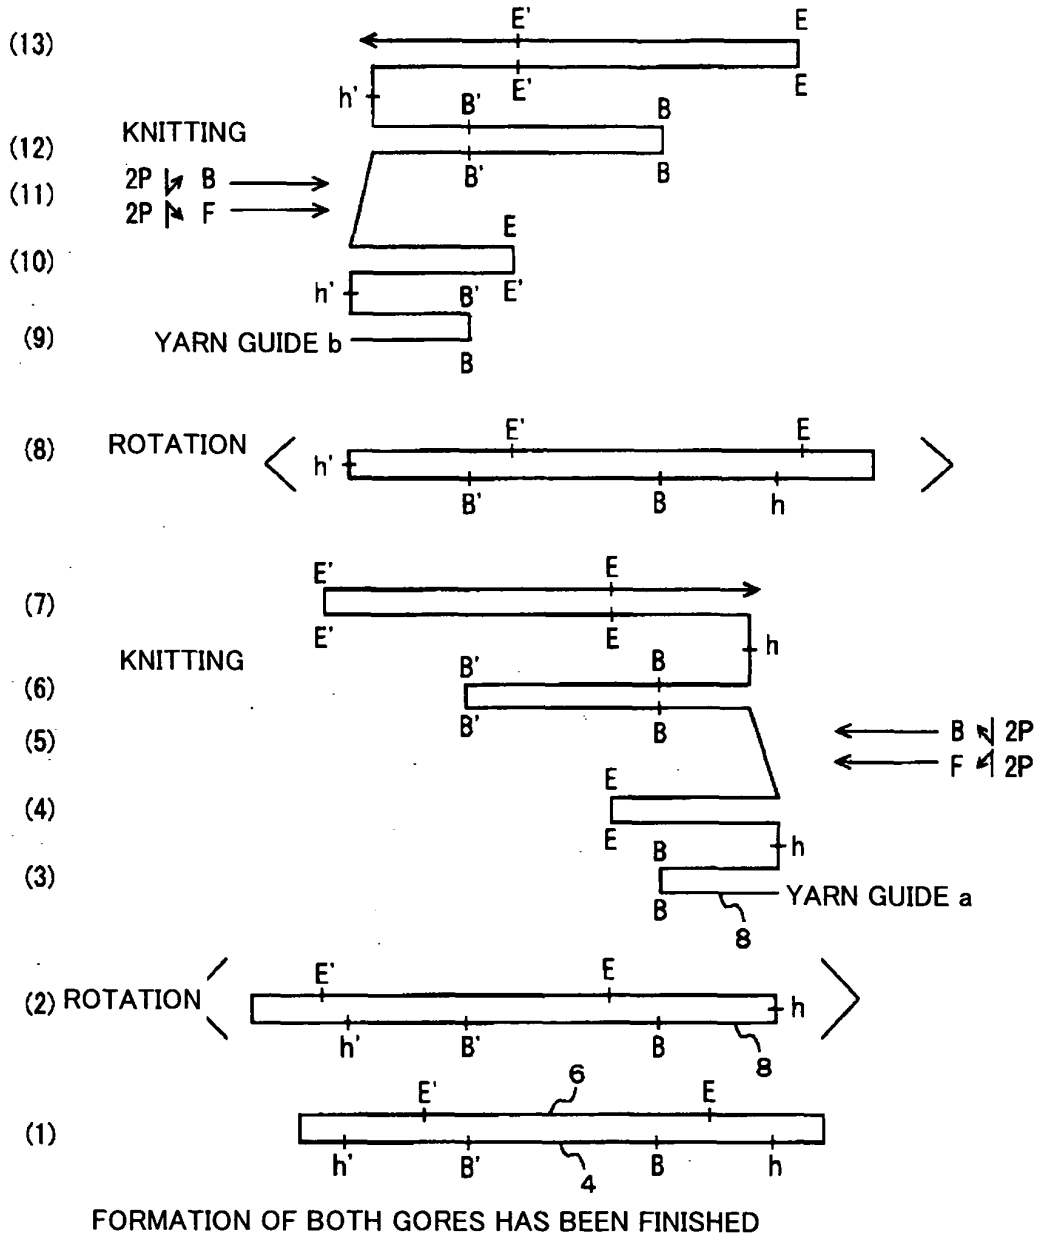 E' E
(13)
E' E
h'
B' B
KNITTING
(12)
B' B
2P B
(11)
2P F
E
(10)
h' B' E'
(9) YARN GUIDE b
B
E' E
(8) ROTATION
h'
B' B h
E' E
(7)
E' E
h
KNITTING B' B
(6)
B' B
(5) B 2P
F 2P
E
(4)
E h
B
(3)
YARN GUIDE a
B 8
E' E
(2) ROTATION h
h' B' B 8
E' 6 E
(1)
h' B' 4 B h
FORMATION OF BOTH GORES HAS BEEN FINISHED